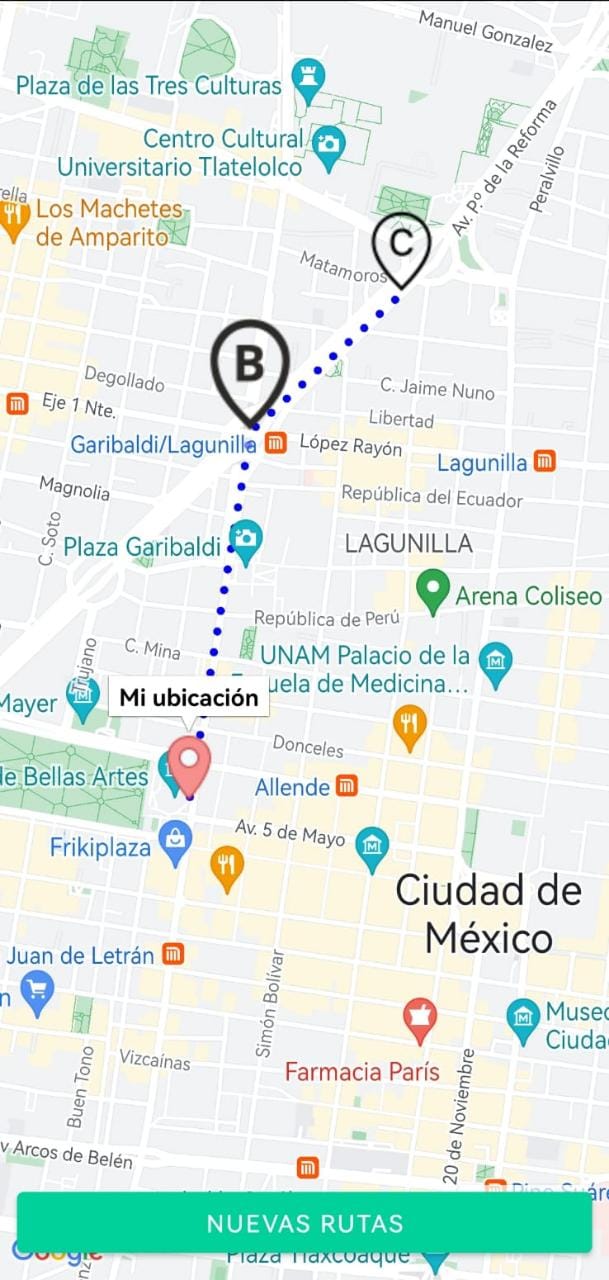 Manuel Gonzalez
Plaza de las Tres Culturas
Av. P.º de la Reforma
Centro Cultural
Universitario Tlatelolco
Peralvillo
Los Machetes
de Amparito
C
Matamoros
B
Degollado
C. Jaime Nuno
Eje 1 Nte.
Libertad
Garibaldi/Lagunilla
López Rayón
Lagunilla
Magnolia
República del Ecuador
C. Soto
Plaza Garibaldi
LAGUNILLA
Arena Coliseo
República de Perú
C. Mina
Trujano
UNAM Palacio de la
uela de Medicina...
Mayer
Mi ubicación
Donceles
de Bellas Artes
Allende
Av. 5 de Mayo
Frikiplaza
Ciudad de
México
Juan de Letrán
n
Simón Bolívar
Museo
Ciuda
Vizcaínas
Farmacia París
Buen Tono
20 de Noviembre
v Arcos de Belén
Pino Suáre
NUEVAS RUTAS
Google
Plaza Tlaxcoaque